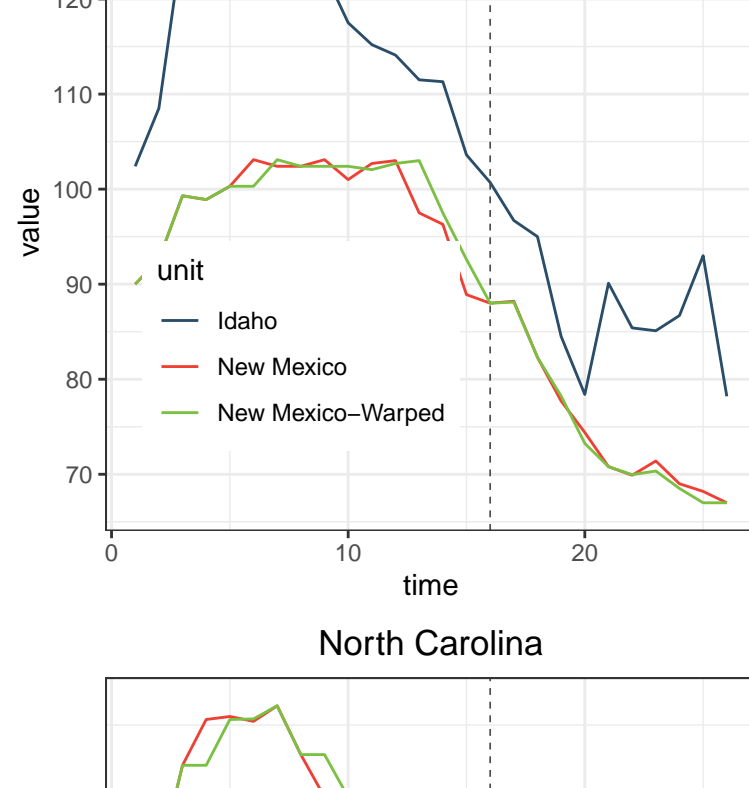 120
110
100
90
80
70
value
unit
Idaho
New Mexico
New Mexico–Warped
0 10 20
time
North Carolina